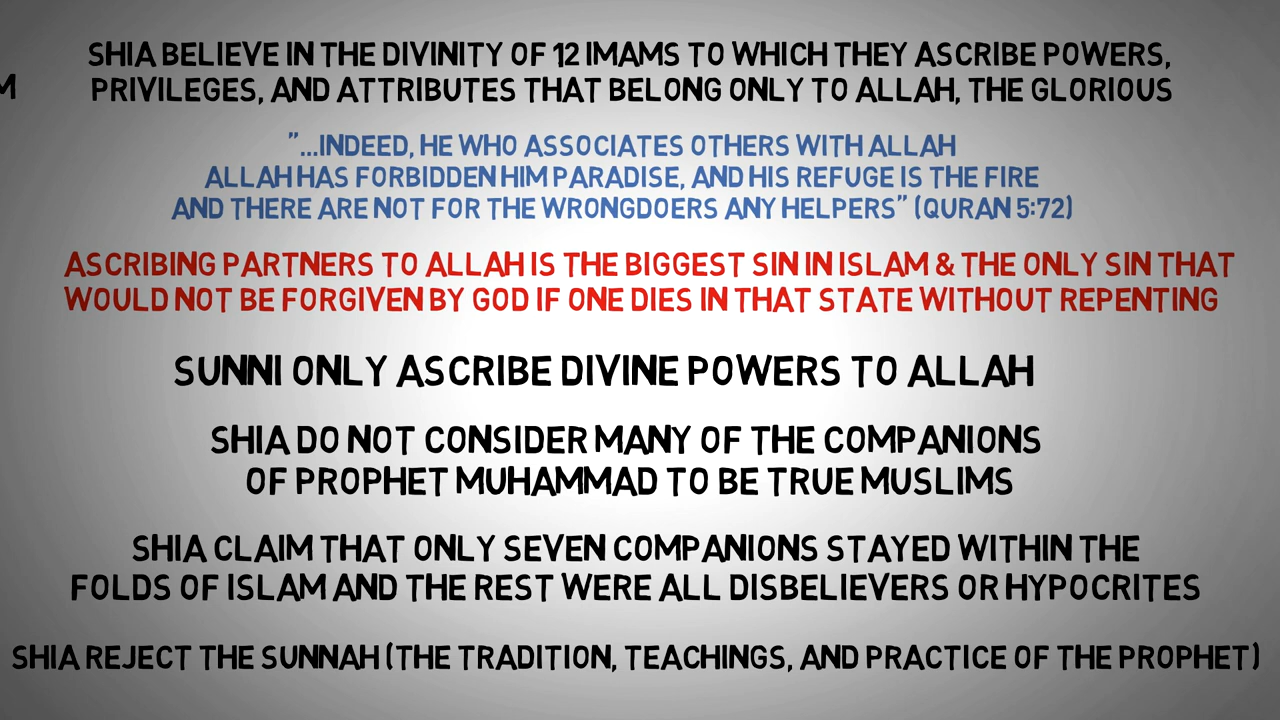 SHIA BELIEVE IN THE DIVINITY OF 12 IMAMS TO WHICH THEY ASCRIBE POWERS,
M
PRIVILEGES, AND ATTRIBUTES THAT BELONG ONLY TO ALLAH, THE GLORIOUS
"...INDEED, HE WHO ASSOCIATES OTHERS WITH ALLAH
ALLAH HAS FORBIDDEN HIM PARADISE, AND HIS REFUGE IS THE FIRE
AND THERE ARE NOT FOR THE WRONGDOERS ANY HELPERS" (QURAN 5:72)
ASCRIBING PARTNERS TO ALLAH IS THE BIGGEST SIN IN ISLAM & THE ONLY SIN THAT
WOULD NOT BE FORGIVEN BY GOD IF ONE DIES IN THAT STATE WITHOUT REPENTING
SUNNI ONLY ASCRIBE DIVINE POWERS TO ALLAH
SHIA DO NOT CONSIDER MANY OF THE COMPANIONS
OF PROPHET MUHAMMAD TO BE TRUE MUSLIMS
SHIA CLAIM THAT ONLY SEVEN COMPANIONS STAYED WITHIN THE
FOLDS OF ISLAM AND THE REST WERE ALL DISBELIEVERS OR HYPOCRITES
SHIA REJECT THE SUNNAH (THE TRADITION, TEACHINGS, AND PRACTICE OF THE PROPHET)